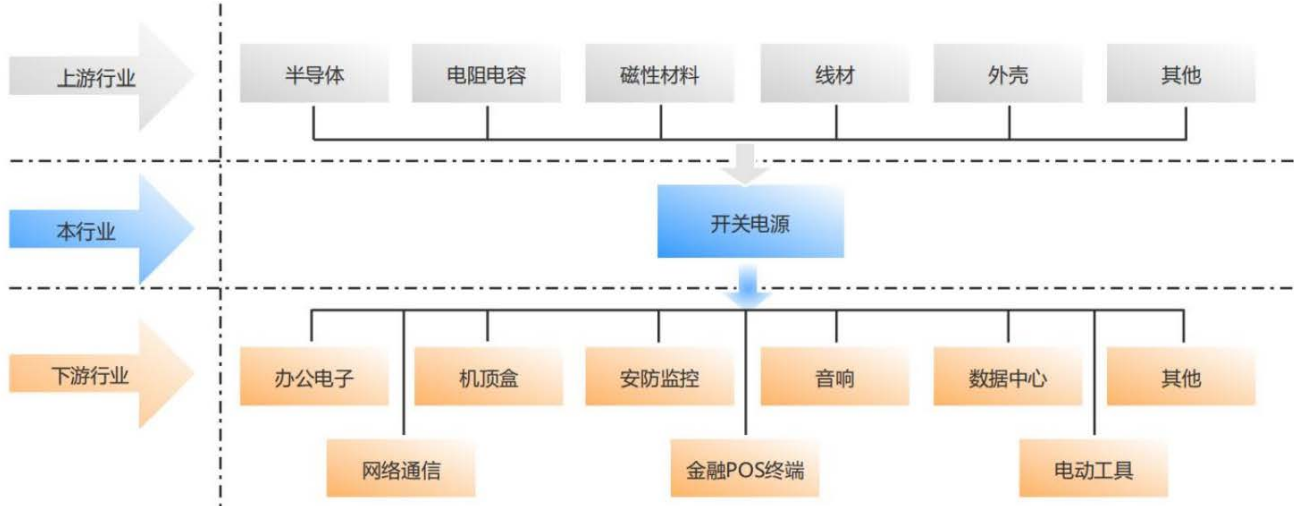 上游行业
半导体
电阻电容
磁性材料
线材
外壳
其他
本行业
开关电源
下游行业
办公电子
机顶盒
安防监控
音响
数据中心
其他
网络通信
金融POS终端
电动工具